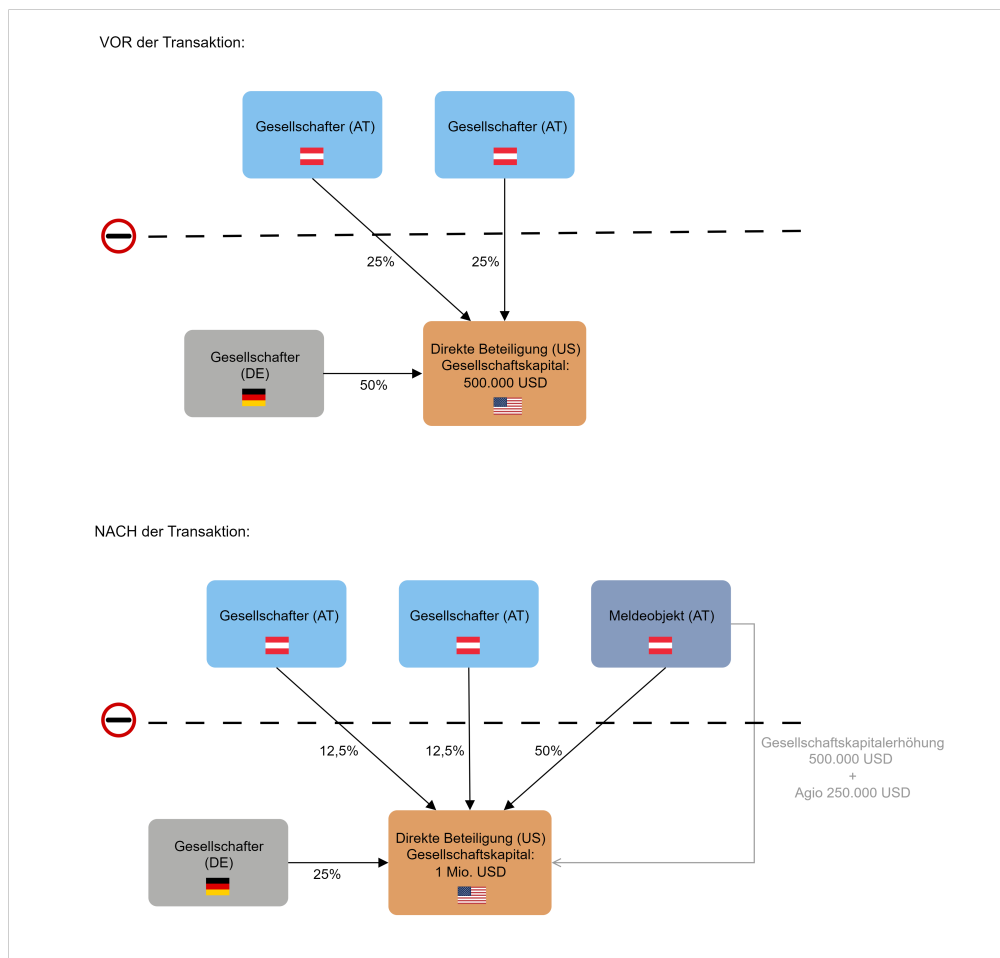 VOR der Transaktion:
Gesellschafter (AT)
Gesellschafter (AT)
25%
25%
Gesellschafter
(DE)
50%
Direkte Beteiligung (US)
Gesellschaftskapital:
500.000 USD
NACH der Transaktion:
Gesellschafter (AT)
Gesellschafter (AT)
Meldeobjekt (AT)
12,5%
12,5%
50%
Gesellschaftskapitalerhöhung
500.000 USD
+
Agio 250.000 USD
Gesellschafter
(DE)
25%
Direkte Beteiligung (US)
Gesellschaftskapital:
1 Mio. USD